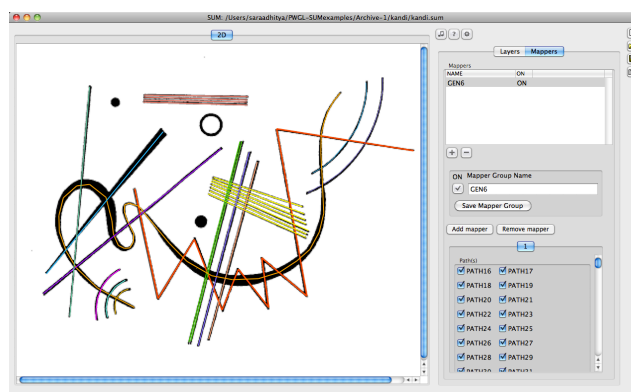 SUM: /Users/saraadhitya/PWGL-SUMexamples/Archive-1/kandi/kandi.sum
2D
Layers Mappers
Mappers
NAME ON
GEN6 ON
ON Mapper Group Name
GEN6
Save Mapper Group
Add mapper Remove mapper
1
Path(s)
PATH16 PATH17
PATH18 PATH19
PATH20 PATH21
PATH22 PATH23
PATH24 PATH25
PATH26 PATH27
PATH28 PATH29
PATH30 PATH31